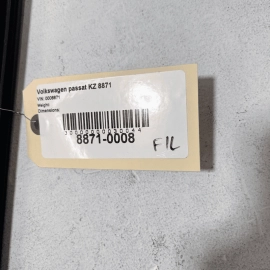 Volkswagen passat KZ 8871
VIN: 0008871
Weight:
Dimensions:
8871-0008
FIL